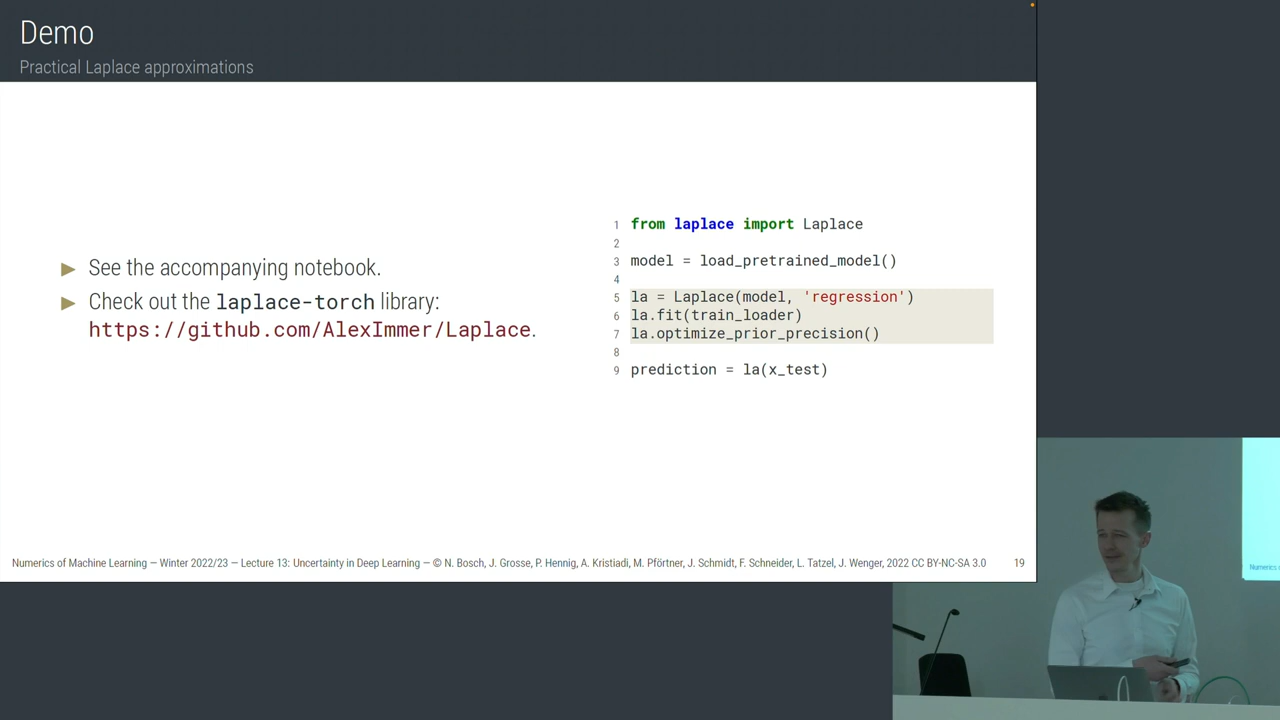 Demo
Practical Laplace approximations
► See the accompanying notebook.
► Check out the laplace-torch library:
https://github.com/AlexImmer/Laplace.
1 from laplace import Laplace
2
3 model = load_pretrained_model()
4
5 la = Laplace(model, 'regression')
6 la.fit(train_loader)
7 la.optimize_prior_precision()
8
9 prediction = la(x_test)
Numerics of Machine Learning — Winter 2022/23 — Lecture 13: Uncertainty in Deep Learning — © N. Bosch, J. Grosse, P. Hennig, A. Kristiadi, M. Pförtner, J. Schmidt, F. Schneider, L. Tatzel, J. Wenger, 2022 CC BY-NC-SA 3.0 19
Numerics